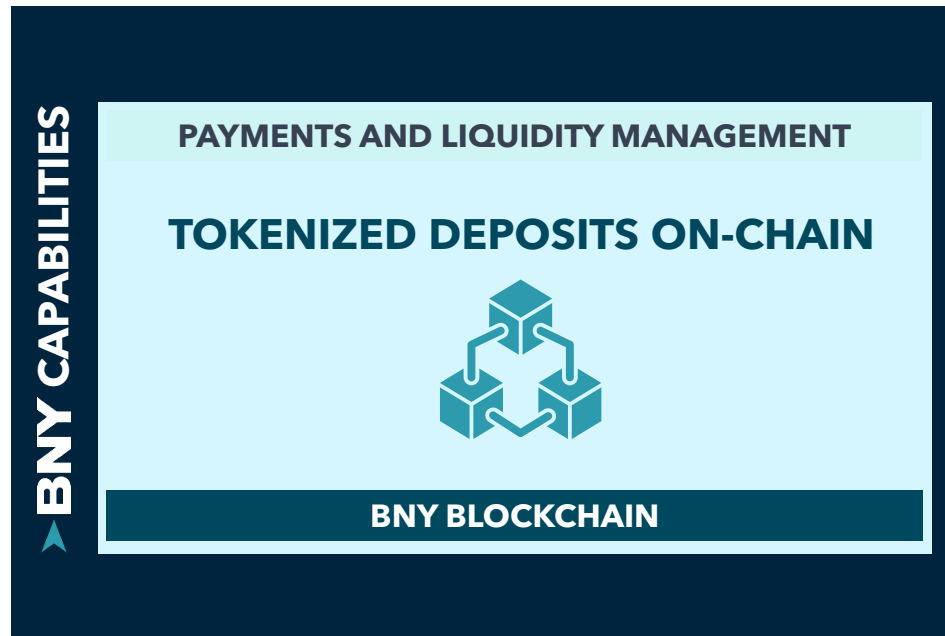 BNY CAPABILITIES
PAYMENTS AND LIQUIDITY MANAGEMENT
TOKENIZED DEPOSITS ON-CHAIN
BNY BLOCKCHAIN